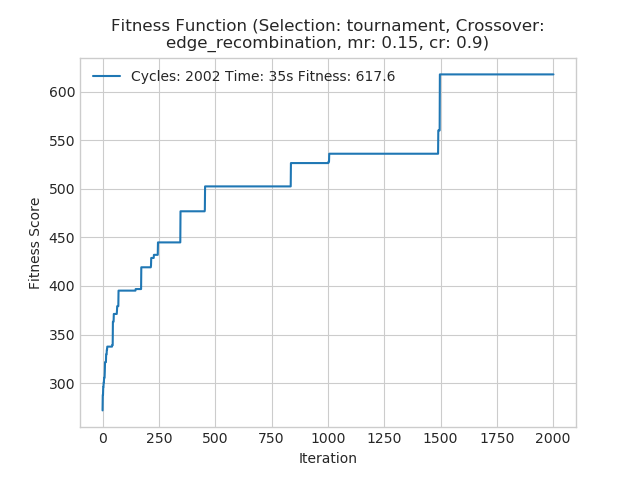 Fitness Function (Selection: tournament, Crossover:
edge_recombination, mr: 0.15, cr: 0.9)
Cycles: 2002 Time: 35s Fitness: 617.6
600
550
500
450
400
350
300
Fitness Score
0 250 500 750 1000 1250 1500 1750 2000
Iteration